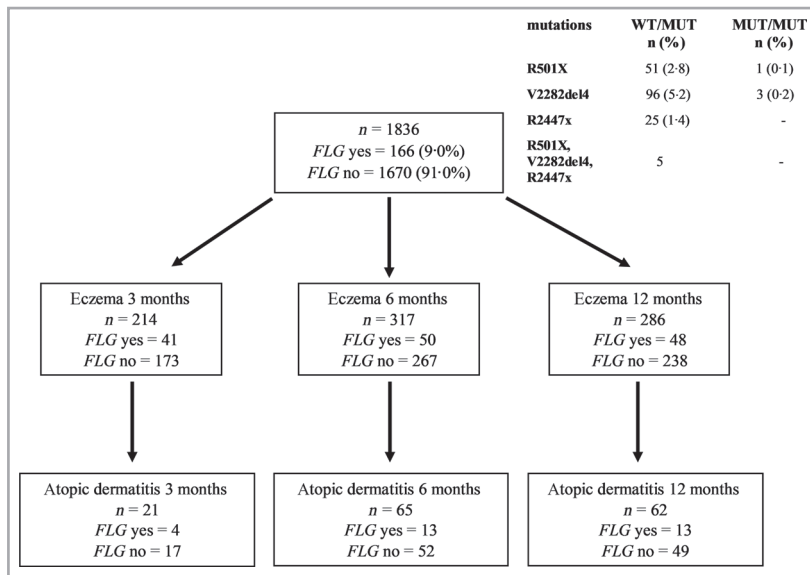 mutations WT/MUT MUT/MUT
n (%) n (%)
R501X 51 (2·8) 1 (0·1)
V2282del4 96 (5·2) 3 (0·2)
R2447x 25 (1·4) -
R501X,
V2282del4, 5 -
R2447x
n = 1836
FLG yes = 166 (9·0%)
FLG no = 1670 (91·0%)
Eczema 3 months
n = 214
FLG yes = 41
FLG no = 173
Eczema 6 months
n = 317
FLG yes = 50
FLG no = 267
Eczema 12 months
n = 286
FLG yes = 48
FLG no = 238
Atopic dermatitis 3 months
n = 21
FLG yes = 4
FLG no = 17
Atopic dermatitis 6 months
n = 65
FLG yes = 13
FLG no = 52
Atopic dermatitis 12 months
n = 62
FLG yes = 13
FLG no = 49